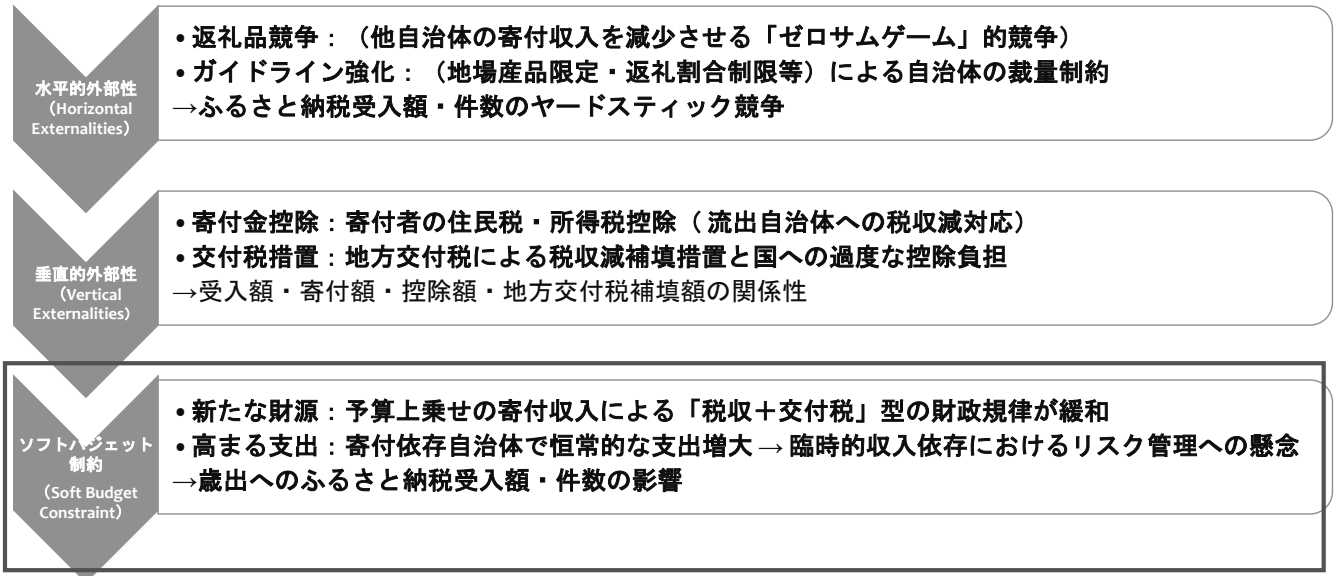 水平的外部性
（Horizontal
Externalities）
• 返礼品競争：（他自治体の寄付収入を減少させる「ゼロサムゲーム」的競争）
• ガイドライン強化：（地場産品限定・返礼割合制限等）による自治体の裁量制約
→ふるさと納税受入額・件数のヤードスティック競争
垂直的外部性
（Vertical
Externalities）
• 寄付金控除：寄付者の住民税・所得税控除（ 流出自治体への税収減対応）
• 交付税措置：地方交付税による税収減補填措置と国への過度な控除負担
→受入額・寄付額・控除額・地方交付税補填額の関係性
ソフトバジェット
制約
（Soft Budget
Constraint）
• 新たな財源：予算上乗せの寄付収入による「税収＋交付税」型の財政規律が緩和
• 高まる支出：寄付依存自治体で恒常的な支出増大 → 臨時的収入依存におけるリスク管理への懸念
→歳出へのふるさと納税受入額・件数の影響